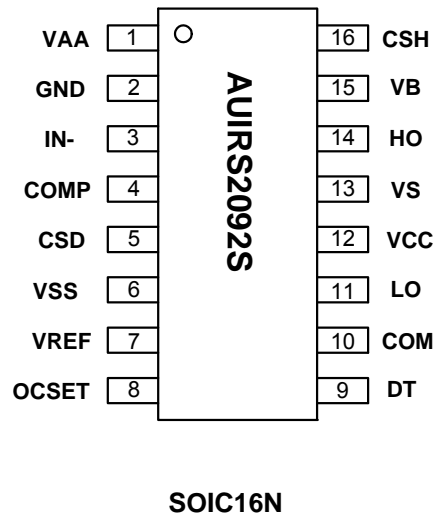 VAA 1 16 CSH
GND 2 15 VB
IN- 3 14 HO
COMP 4 13 VS
CSD 5 12 VCC
VSS 6 11 LO
VREF 7 10 COM
OCSET 8 9 DT
AUIRS2092S
SOIC16N